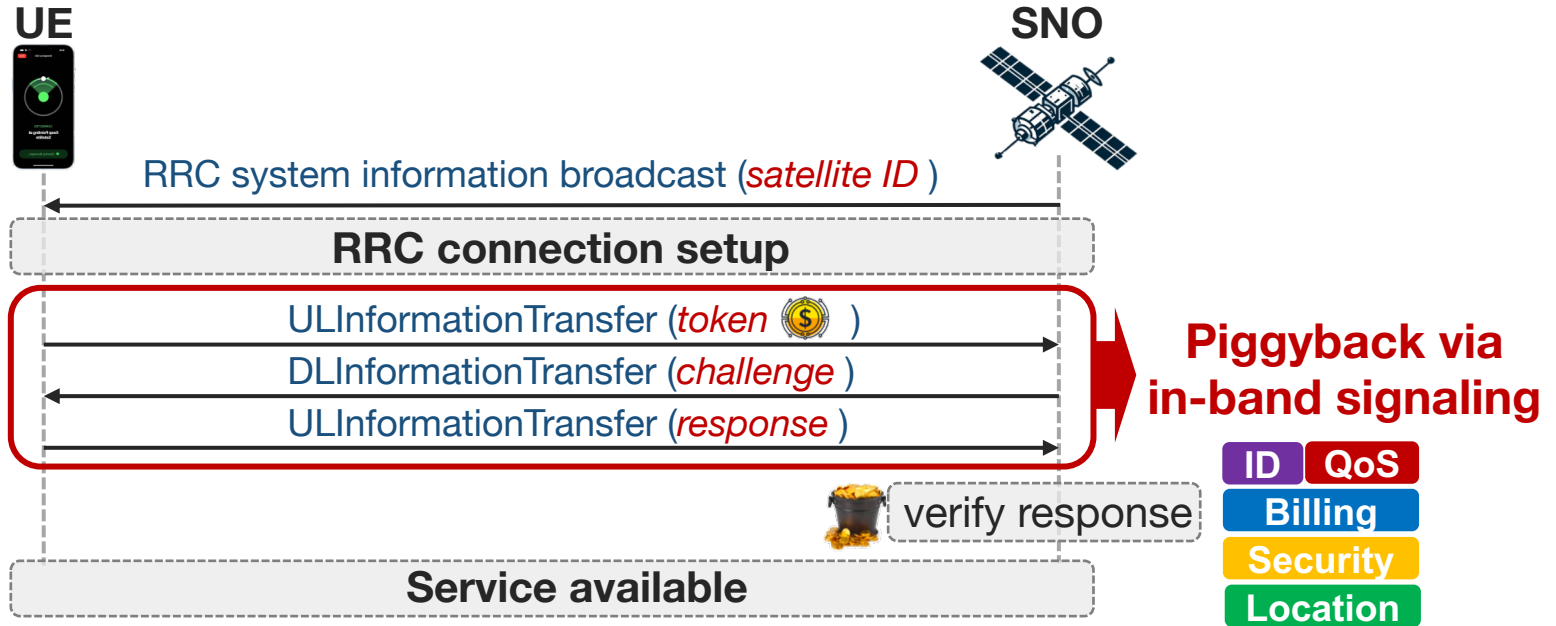 UE
SNO
RRC system information broadcast (satellite ID )
RRC connection setup
ULInformationTransfer (token $ )
DLInformationTransfer (challenge )
ULInformationTransfer (response )
Piggyback via
in-band signaling
ID QoS
Billing
verify response
Security
Service available
Location